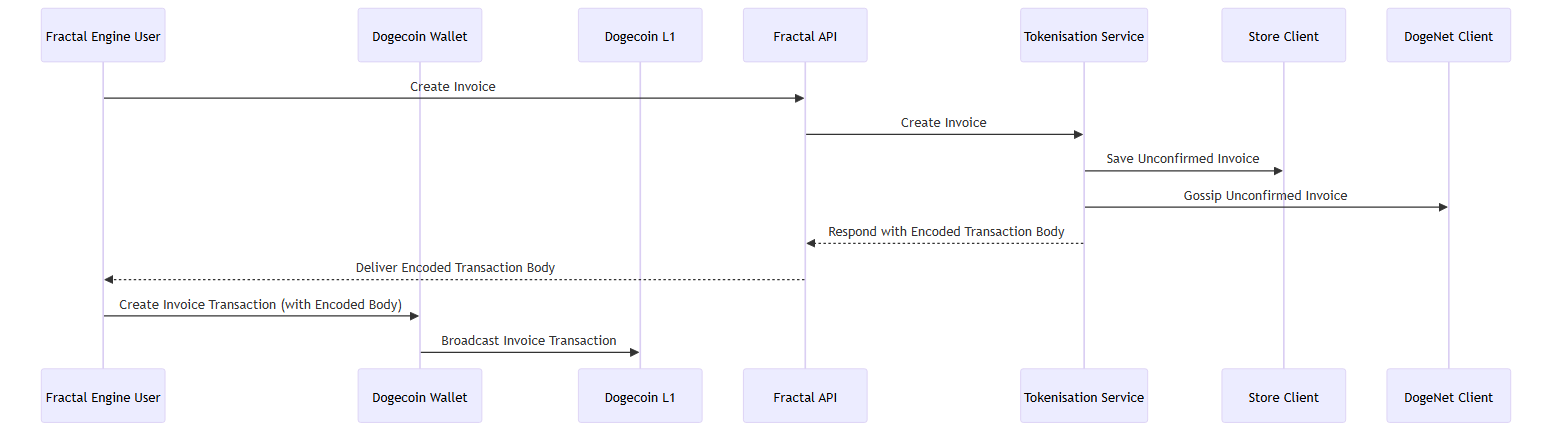 Fractal Engine User
Dogecoin Wallet
Dogecoin L1
Fractal API
Tokenisation Service
Store Client
DogeNet Client
Create Invoice
Create Invoice
Save Unconfirmed Invoice
Gossip Unconfirmed Invoice
Respond with Encoded Transaction Body
Deliver Encoded Transaction Body
Create Invoice Transaction (with Encoded Body)
Broadcast Invoice Transaction
Fractal Engine User
Dogecoin Wallet
Dogecoin L1
Fractal API
Tokenisation Service
Store Client
DogeNet Client